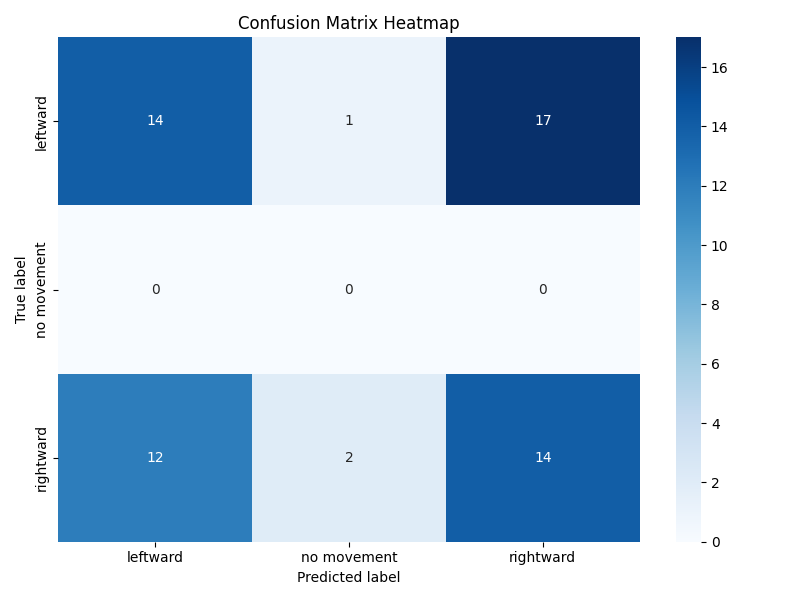 Confusion Matrix Heatmap
True label
leftward
14 1 17
no movement
0 0 0
rightward
12 2 14
leftward no movement rightward
Predicted label
16
14
12
10
8
6
4
2
0